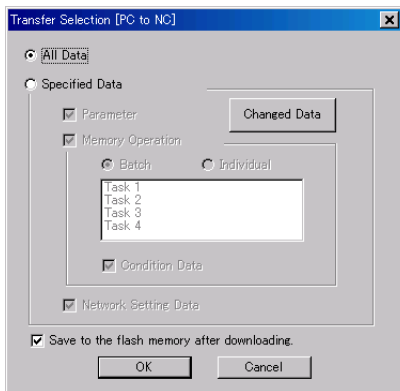 Transfer Selection [PC to NC]
All Data
Specified Data
Parameter
Changed Data
Memory Operation
Batch
Individual
Task 1
Task 2
Task 3
Task 4
Condition Data
Network Setting Data
Save to the flash memory after downloading.
OK
Cancel